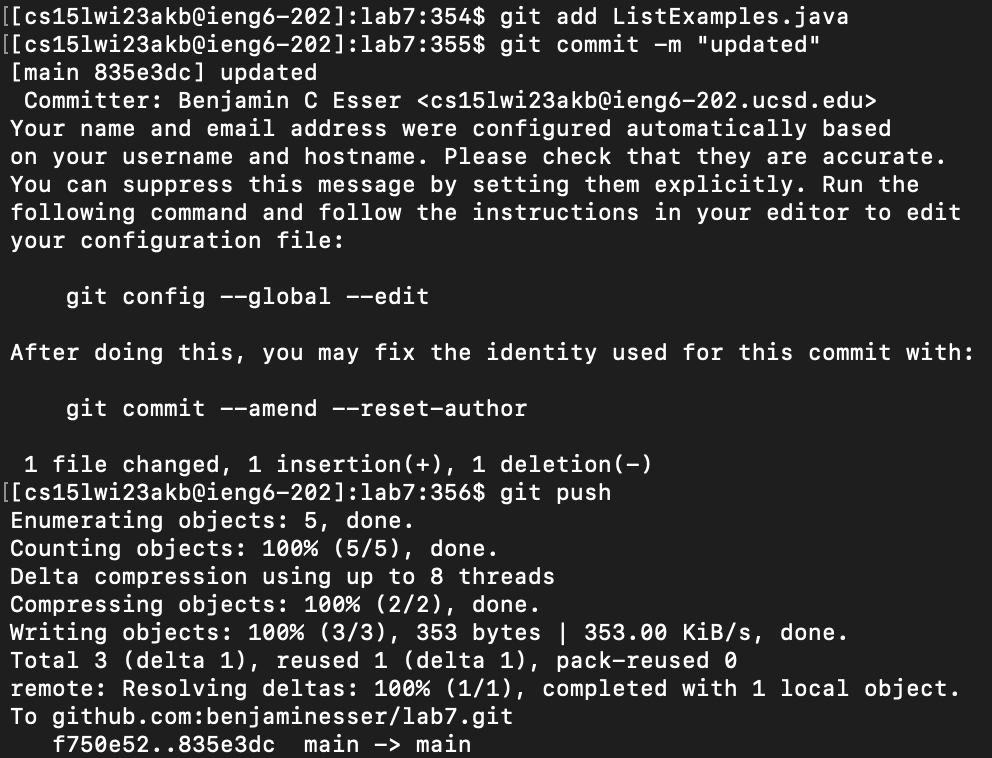 [[cs15lwi23akb@ieng6-202]:lab7:354$ git add ListExamples.java
[[cs15lwi23akb@ieng6-202]:lab7:355$ git commit -m "updated"
[main 835e3dc] updated
 Committer: Benjamin C Esser <cs15lwi23akb@ieng6-202.ucsd.edu>
Your name and email address were configured automatically based
on your username and hostname. Please check that they are accurate.
You can suppress this message by setting them explicitly. Run the
following command and follow the instructions in your editor to edit
your configuration file:

    git config --global --edit

After doing this, you may fix the identity used for this commit with:

    git commit --amend --reset-author

 1 file changed, 1 insertion(+), 1 deletion(-)
[[cs15lwi23akb@ieng6-202]:lab7:356$ git push
Enumerating objects: 5, done.
Counting objects: 100% (5/5), done.
Delta compression using up to 8 threads
Compressing objects: 100% (2/2), done.
Writing objects: 100% (3/3), 353 bytes | 353.00 KiB/s, done.
Total 3 (delta 1), reused 1 (delta 1), pack-reused 0
remote: Resolving deltas: 100% (1/1), completed with 1 local object.
To github.com:benjaminesser/lab7.git
   f750e52..835e3dc  main -> main